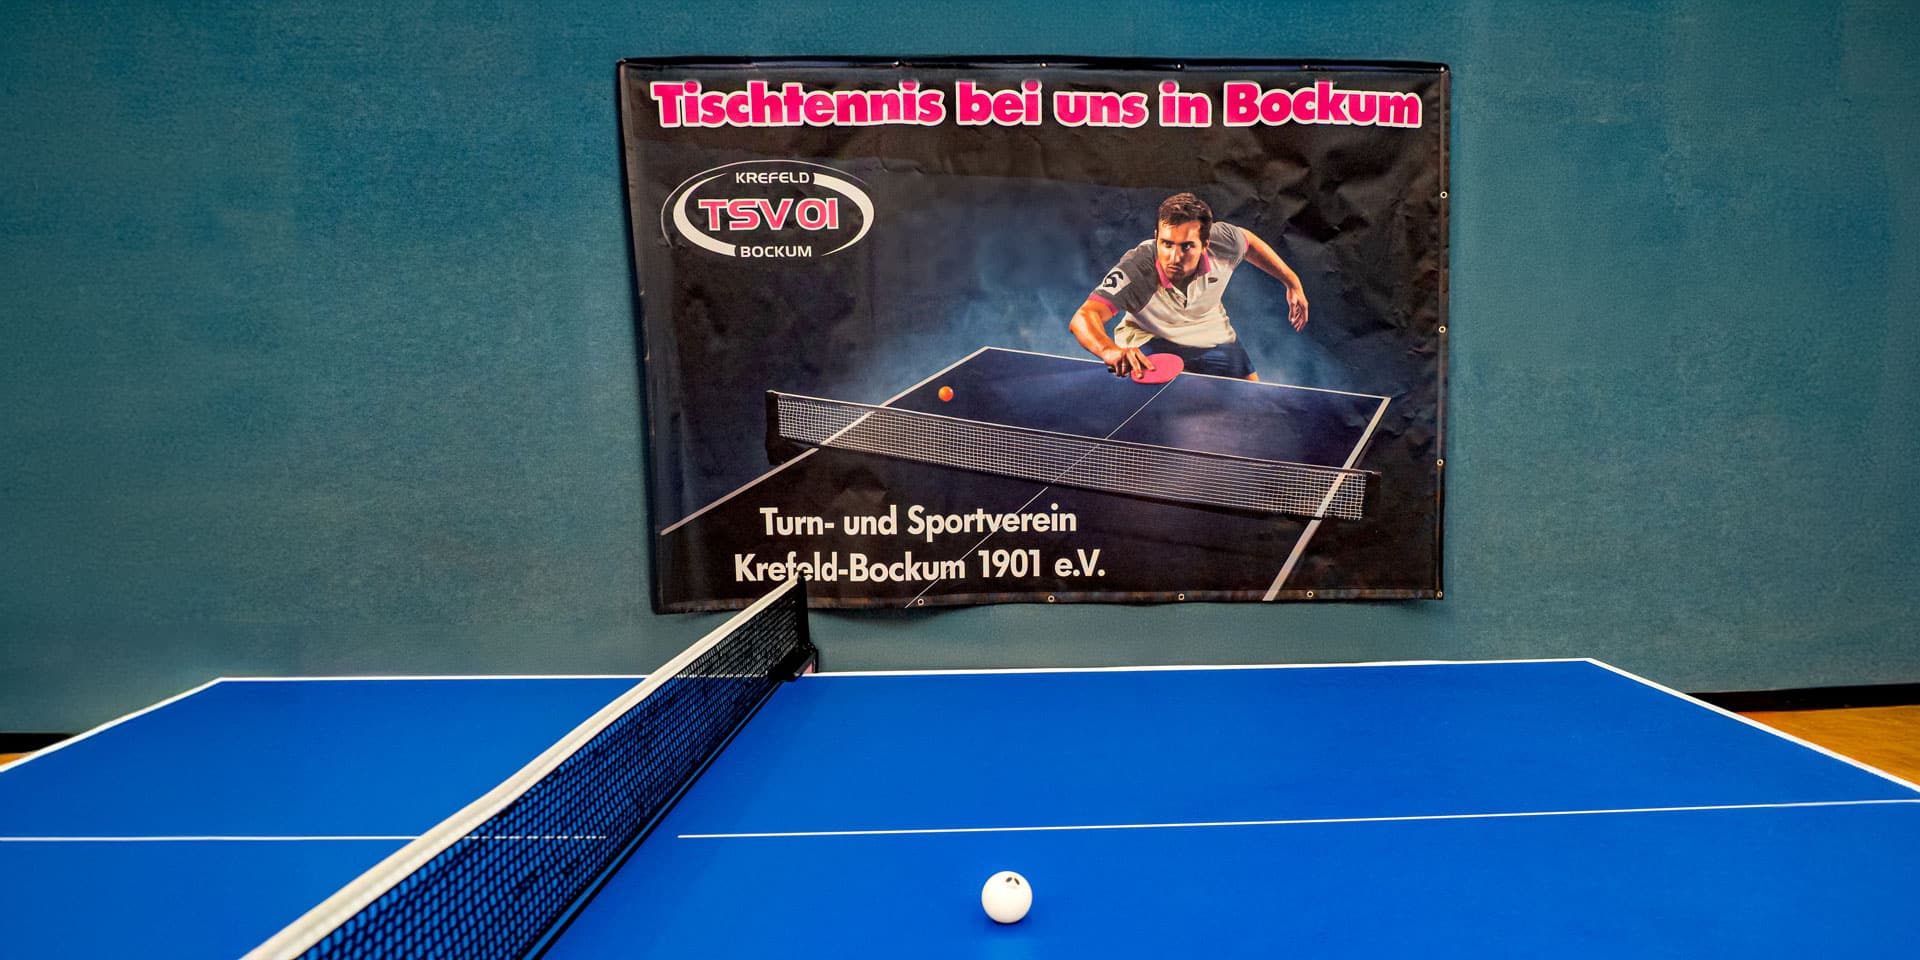 Tischtennis bei uns in Bockum
KREFELD
TSV 01
BOCKUM
Turn- und Sportverein
Krefeld-Bockum 1901 e.V.